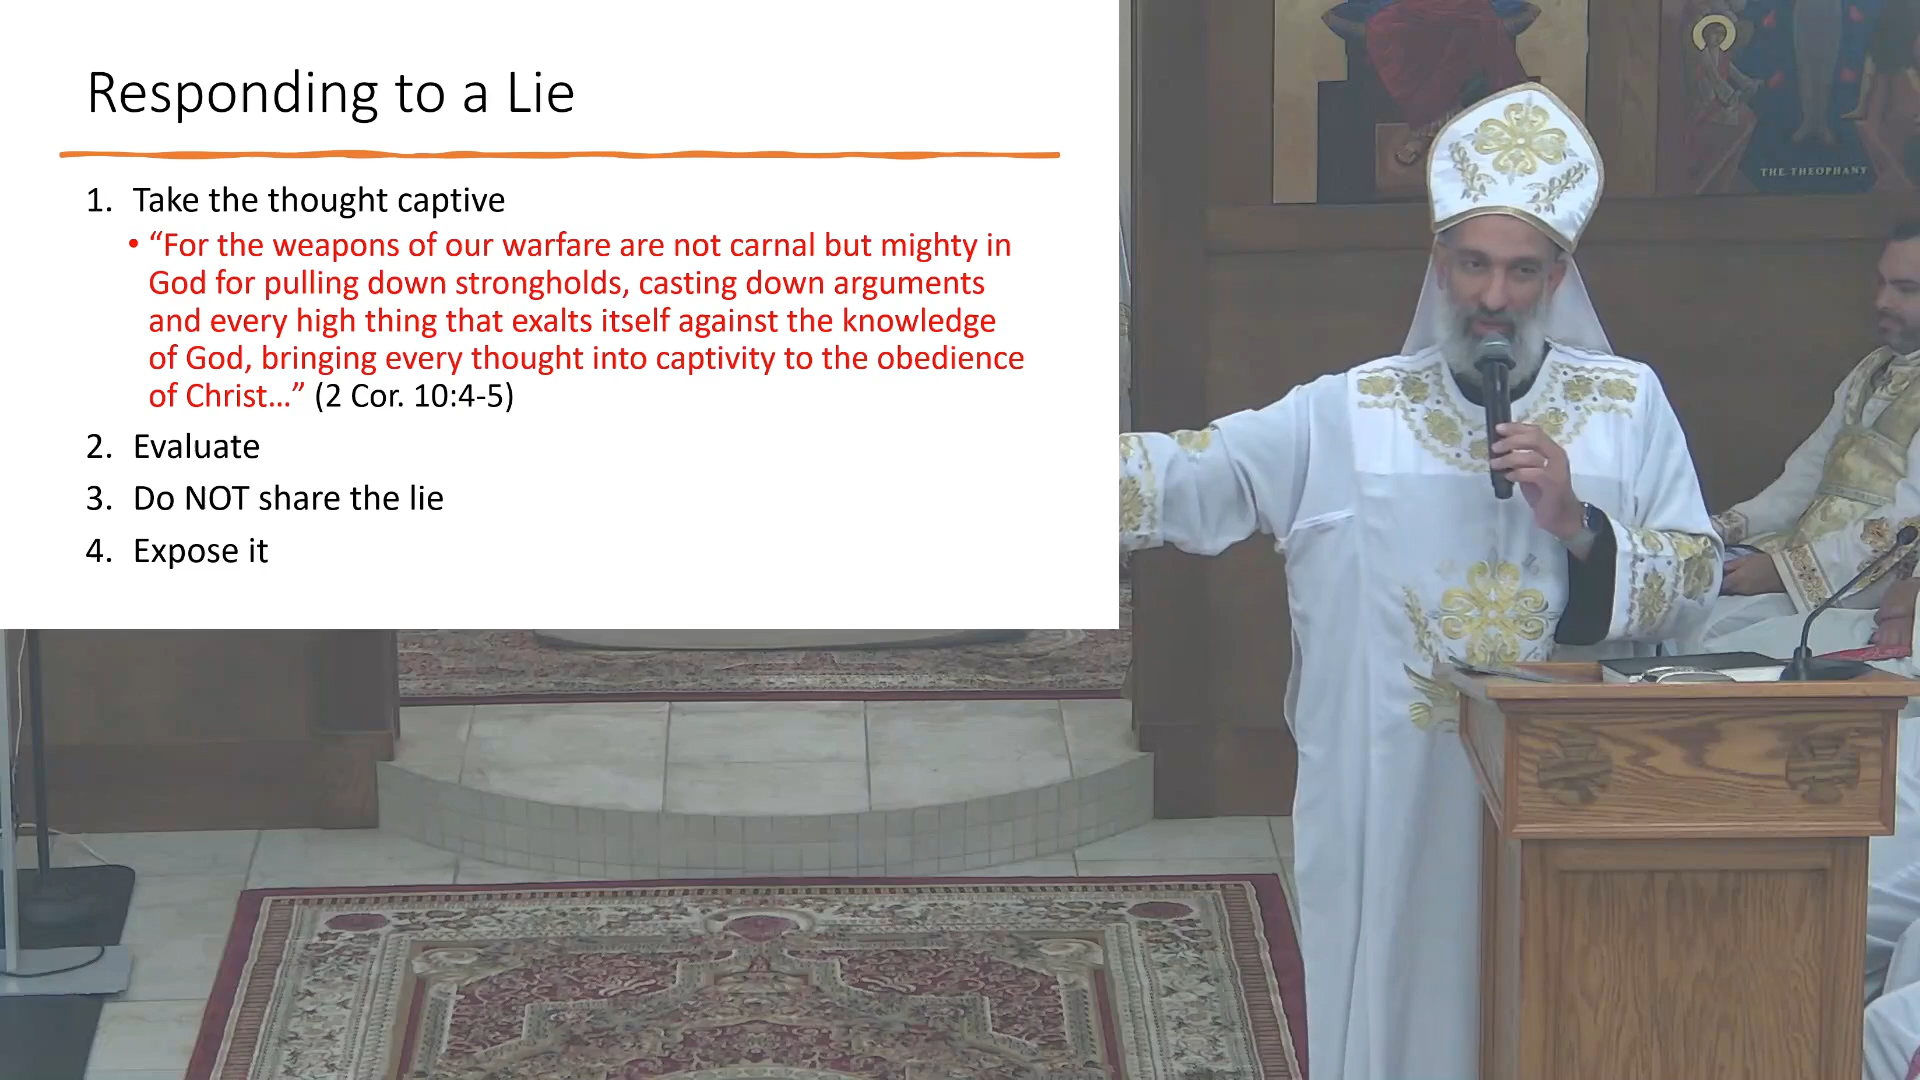 Responding to a Lie
1. Take the thought captive
• “For the weapons of our warfare are not carnal but mighty in
God for pulling down strongholds, casting down arguments
and every high thing that exalts itself against the knowledge
of God, bringing every thought into captivity to the obedience
of Christ…” (2 Cor. 10:4-5)
2. Evaluate
3. Do NOT share the lie
4. Expose it
THE THEOPHANY